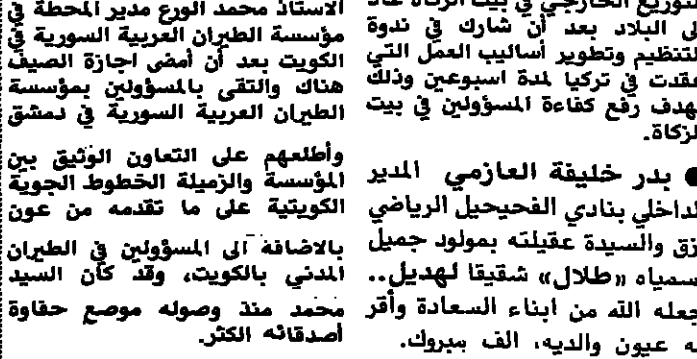 للتوزيع الخارجي في بيت الزكاة عاد
الى البلاد بعد أن شارك في ندوة
التنظيم وتطوير أساليب العمل التي
عقدت في تركيا لمدة اسبوعين وذلك
بهدف رفع كفاءة المسؤولين في بيت
الزكاة.
● بدر خليفة العازمي المدير
الداخلي بنادي الفحيحيل الرياضي
رزق والسيدة عقيلته بمولود جميل
اسمياه «طلال» شقيقا لهديل..
جعله الله من ابناء السعادة وأقر
به عيون والديه، الف مبروك.
الاستاذ محمد الورع مدير المحطة في
مؤسسة الطيران العربية السورية في
الكويت بعد أن أمضى اجازة الصيف
هناك والتقى بالمسؤولين بمؤسسة
الطيران العربية السورية في دمشق
وأطلعهم على التعاون الوثيق بين
المؤسسة والزميلة الخطوط الجوية
الكويتية على ما تقدمه من عون
بالاضافة الى المسؤولين في الطيران
المدني بالكويت، وقد كان السيد
محمد منذ وصوله موضع حفاوة
أصدقائه الكثر.